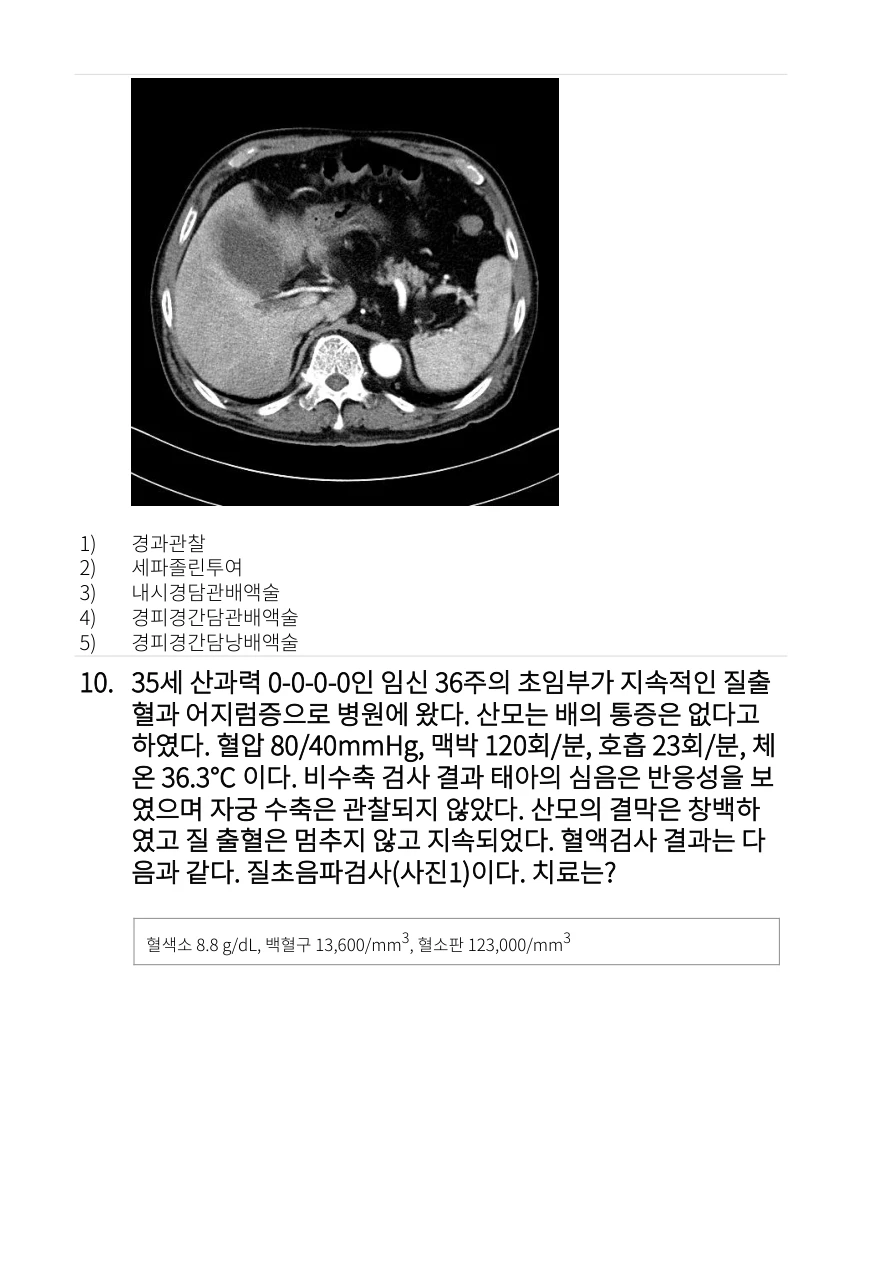 1) 경과관찰
2) 세파졸린투여
3) 내시경담관배액술
4) 경피경간담관배액술
5) 경피경간담낭배액술
10. 35세 산과력 0-0-0-0인 임신 36주의 초임부가 지속적인 질출
혈과 어지럼증으로 병원에 왔다. 산모는 배의 통증은 없다고
하였다. 혈압 80/40mmHg, 맥박 120회/분, 호흡 23회/분, 체
온 36.3℃ 이다. 비수축 검사 결과 태아의 심음은 반응성을 보
였으며 자궁 수축은 관찰되지 않았다. 산모의 결막은 창백하
였고 질 출혈은 멈추지 않고 지속되었다. 혈액검사 결과는 다
음과 같다. 질초음파검사(사진1)이다. 치료는?
혈색소 8.8 g/dL, 백혈구 13,600/mm³, 혈소판 123,000/mm³